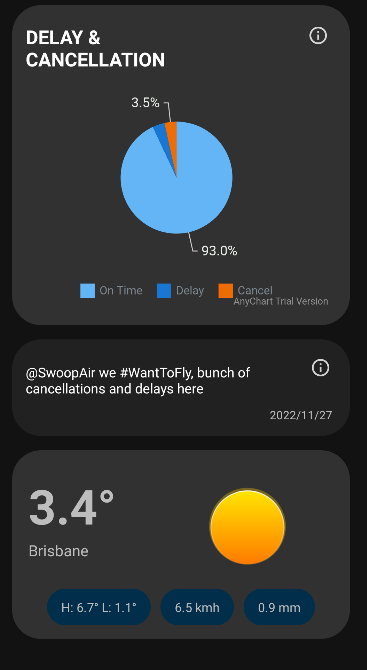 DELAY &
CANCELLATION
3.5%
93.0%
On Time
Delay
Cancel
AnyChart Trial Version
@SwoopAir we #WantToFly, bunch of
cancellations and delays here
2022/11/27
3.4°
Brisbane
H: 6.7° L: 1.1°
6.5 kmh
0.9 mm